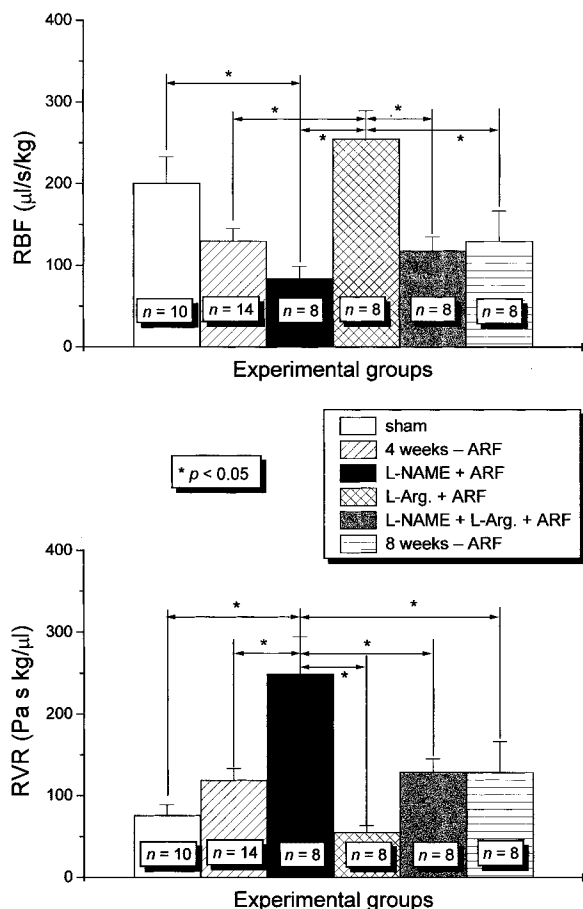 400
300
200
100
0
RBF (µl/s/kg)
*
*
*
*
*
n = 10
n = 14
n = 8
n = 8
n = 8
n = 8
Experimental groups
* p < 0.05
sham
4 weeks – ARF
L-NAME + ARF
L-Arg. + ARF
L-NAME + L-Arg. + ARF
8 weeks – ARF
400
300
200
100
0
RVR (Pa s kg/µl)
*
*
*
*
*
n = 10
n = 14
n = 8
n = 8
n = 8
n = 8
Experimental groups